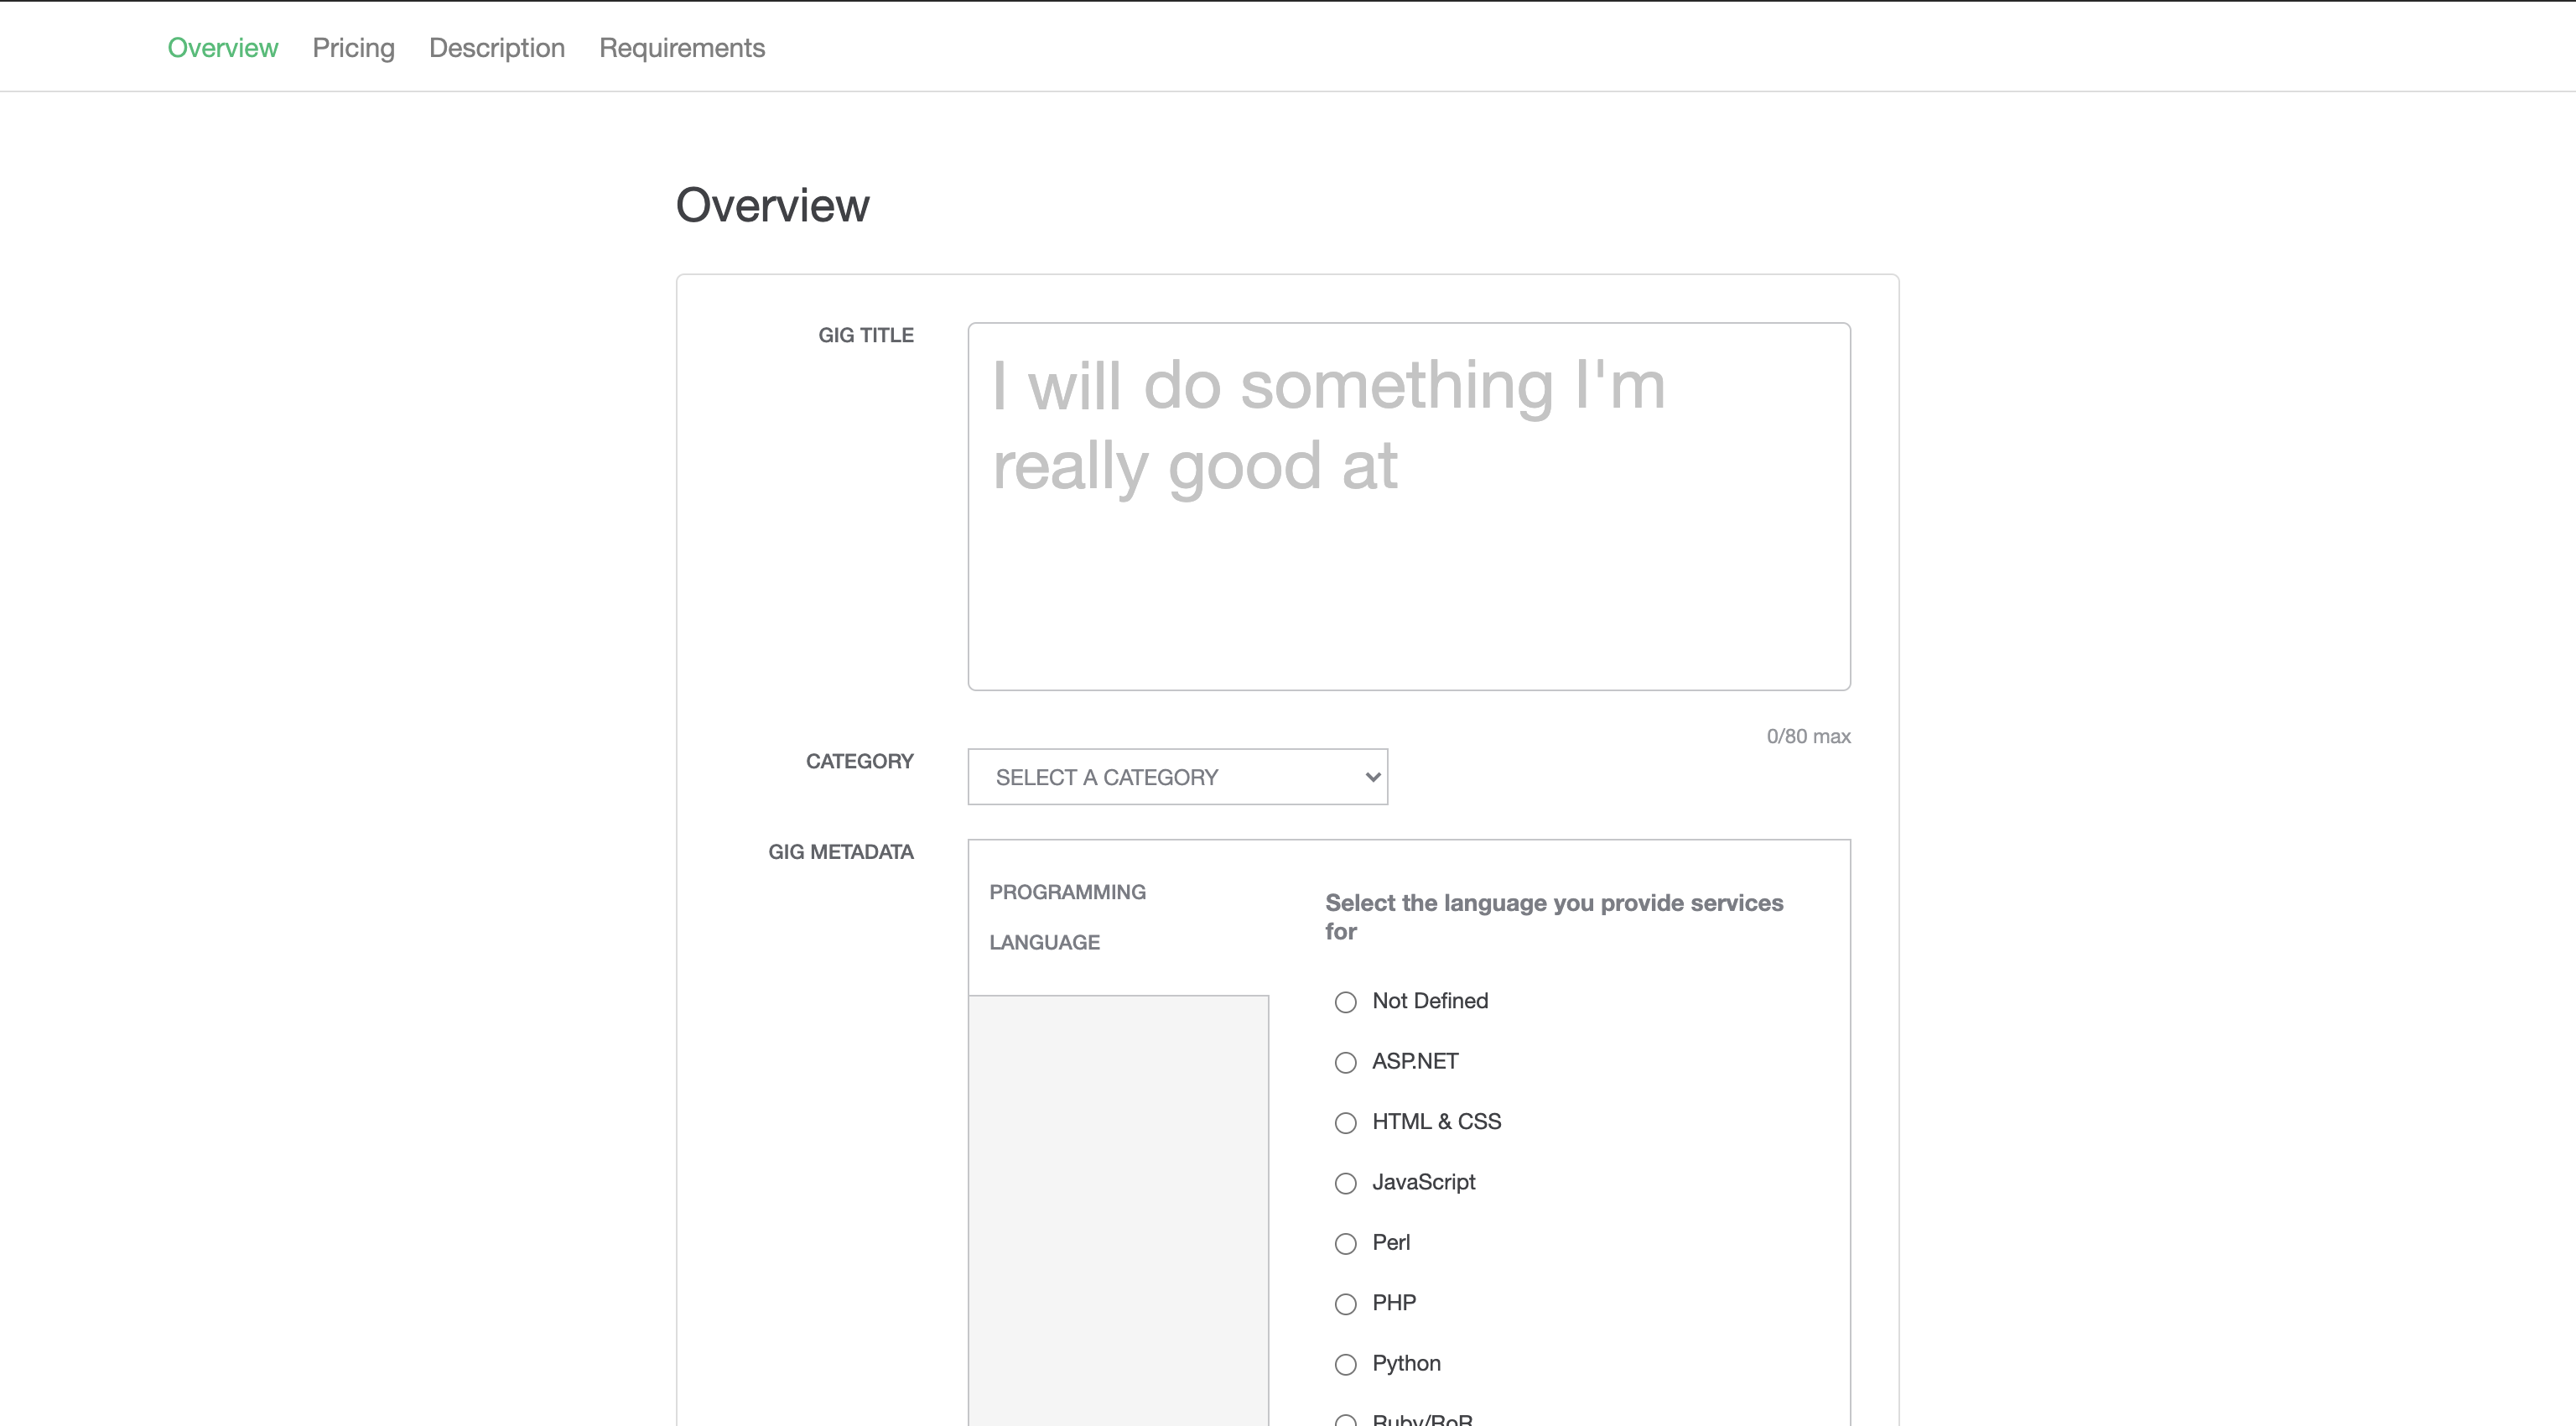 Overview Pricing Description Requirements
Overview
GIG TITLE
I will do something I'm
really good at
0/80 max
CATEGORY
SELECT A CATEGORY
GIG METADATA
PROGRAMMING
LANGUAGE
Select the language you provide services
for
Not Defined
ASP.NET
HTML & CSS
JavaScript
Perl
PHP
Python
Ruby/RoR